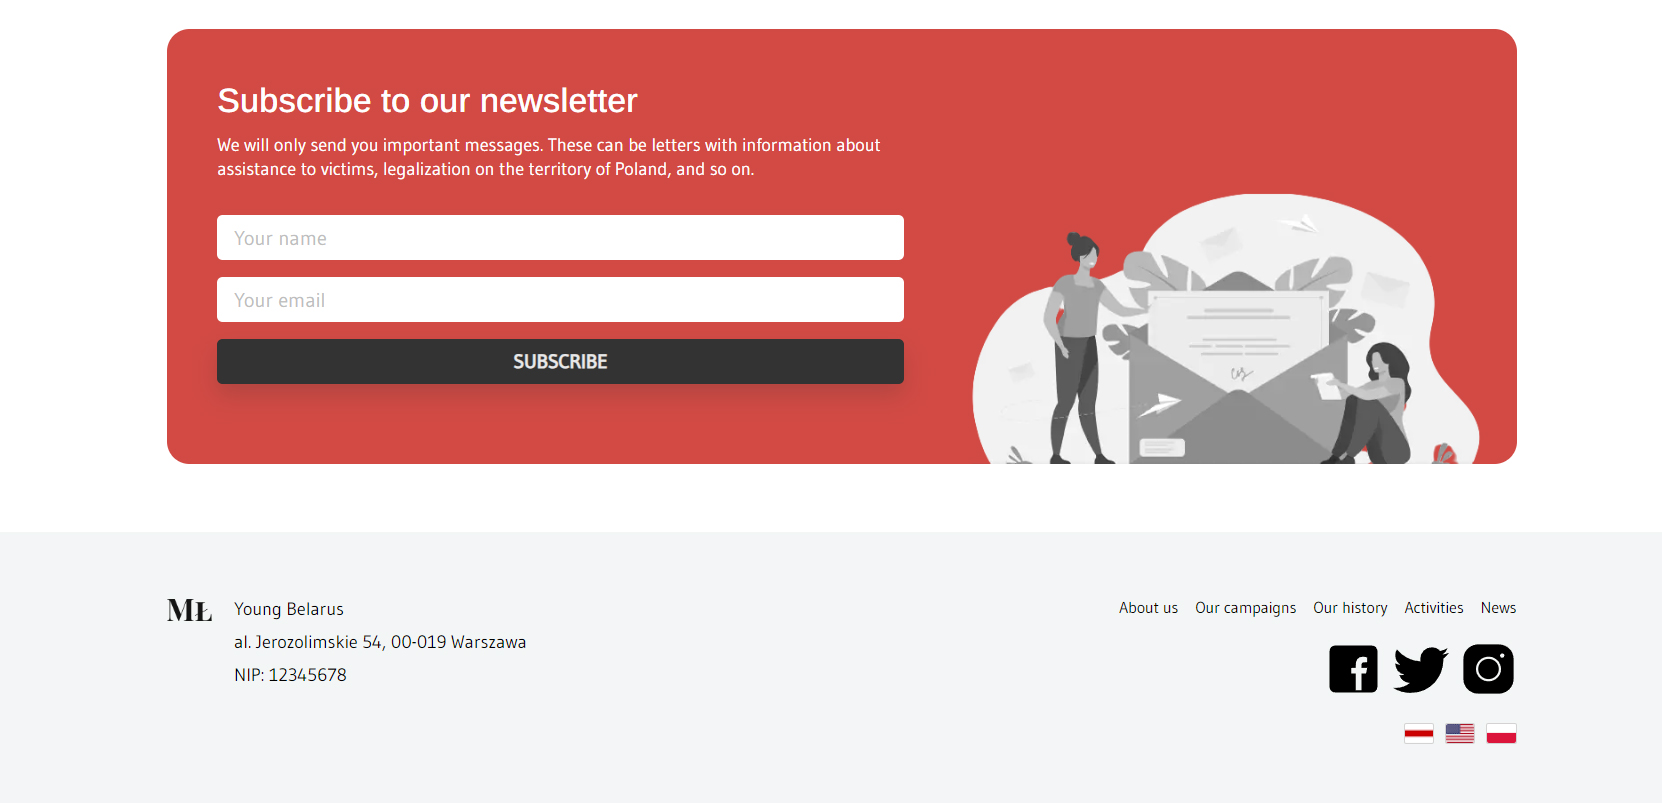 Subscribe to our newsletter
We will only send you important messages. These can be letters with information about
assistance to victims, legalization on the territory of Poland, and so on.
Your name
Your email
SUBSCRIBE
MŁ
Young Belarus
al. Jerozolimskie 54, 00-019 Warszawa
NIP: 12345678
About us Our campaigns Our history Activities News